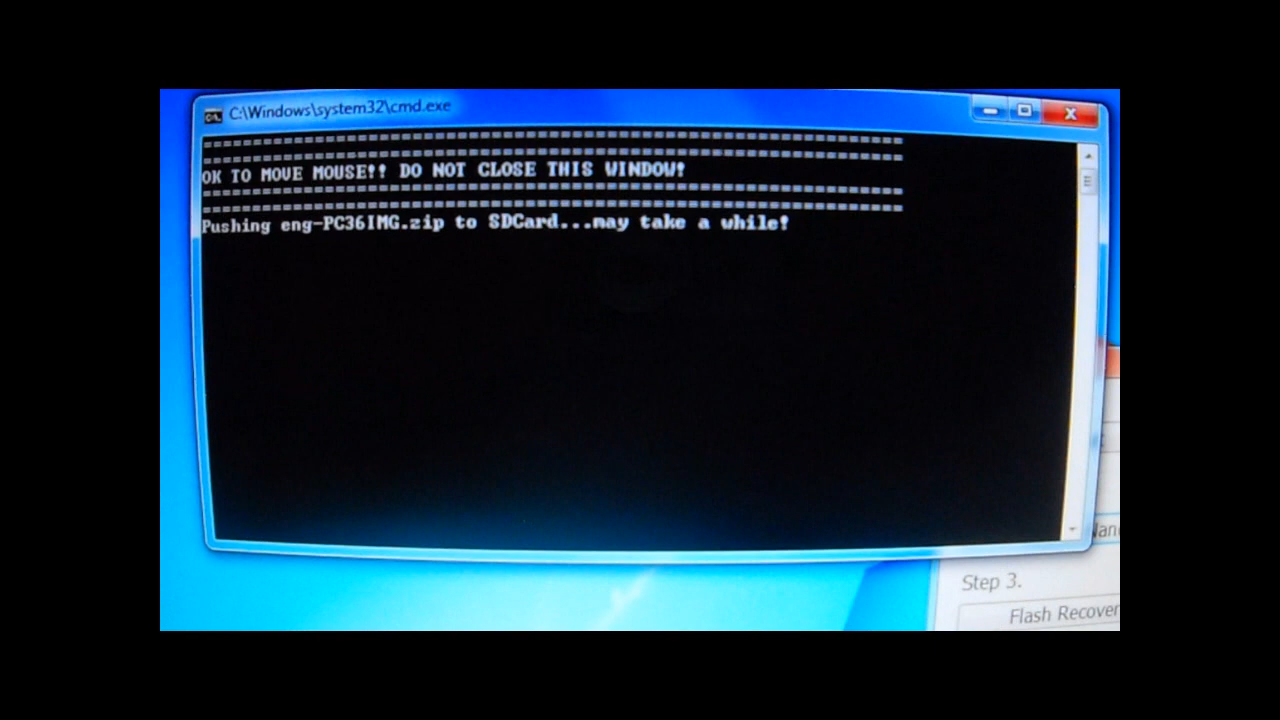 C:\Windows\system32\cmd.exe
==================================================================================
==================================================================================
OK TO MOVE MOUSE!! DO NOT CLOSE THIS WINDOW!
==================================================================================
==================================================================================
Pushing eng-PC36IMG.zip to SDCard...may take a while!
Step 3.
Flash Recover